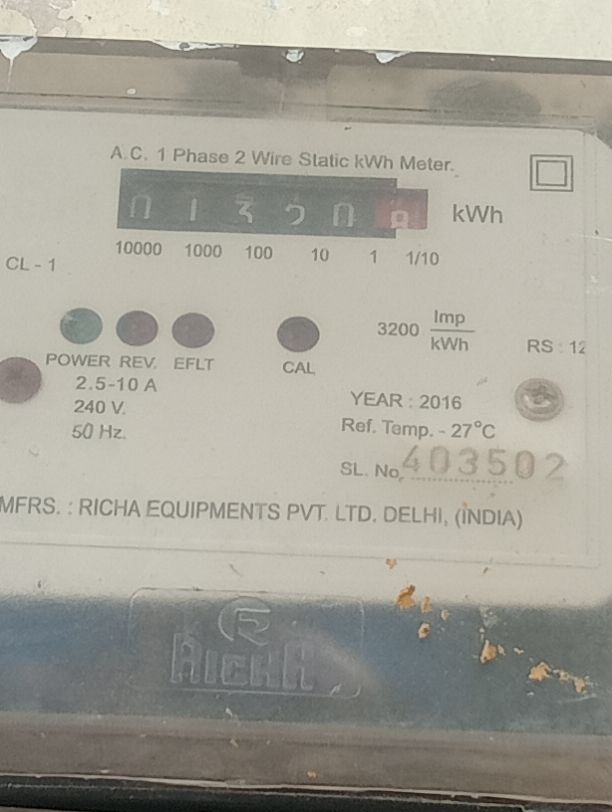 A.C. 1 Phase 2 Wire Static kWh Meter.
kWh
10000 1000 100 10 1 1/10
CL - 1
3200 Imp/kWh
RS : 12
POWER REV. EFLT CAL
2.5-10 A
240 V.
50 Hz.
YEAR : 2016
Ref. Temp. - 27°C
SL. No. 403502
MFRS. : RICHA EQUIPMENTS PVT. LTD. DELHI, (INDIA)
R
RICHA